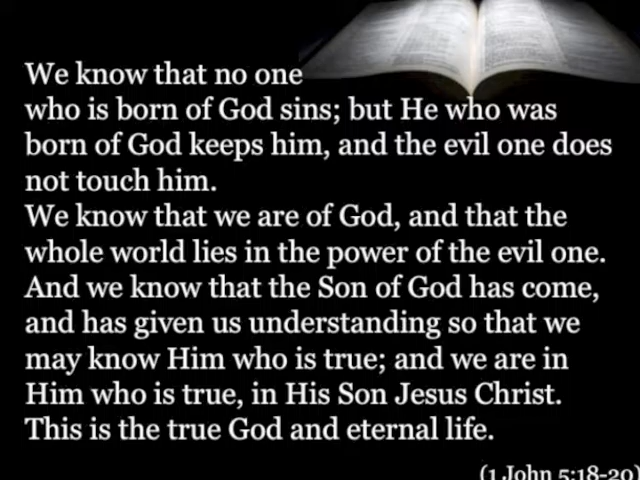 We know that no one
who is born of God sins; but He who was
born of God keeps him, and the evil one does
not touch him.
We know that we are of God, and that the
whole world lies in the power of the evil one.
And we know that the Son of God has come,
and has given us understanding so that we
may know Him who is true; and we are in
Him who is true, in His Son Jesus Christ.
This is the true God and eternal life.
(1 John 5:18-20)